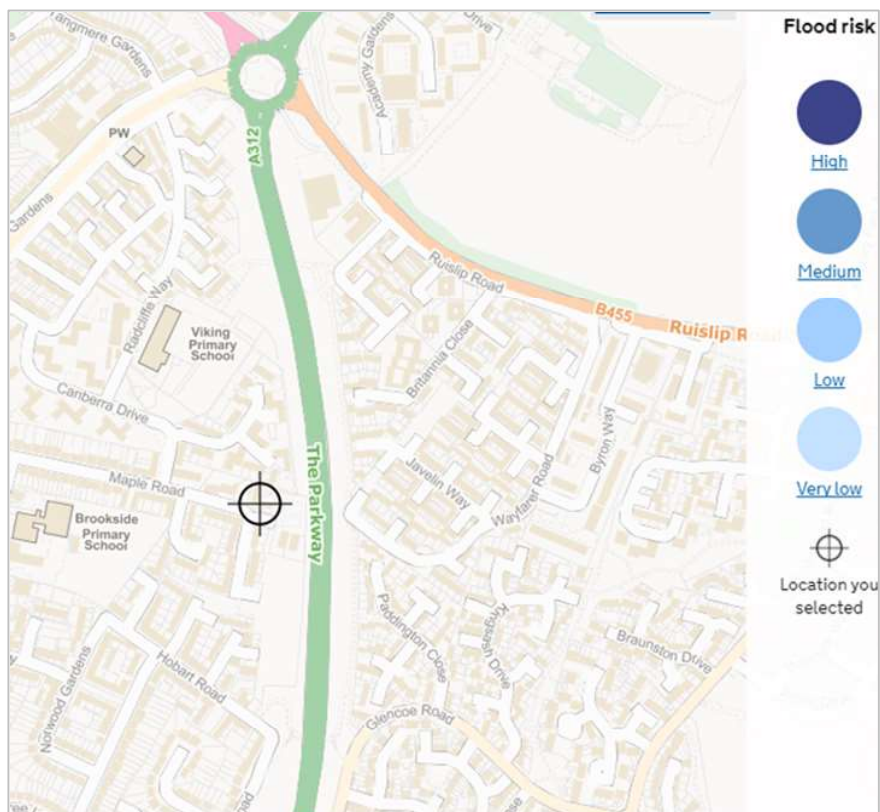 Tangmere Gardens
Drive
Academy Gardens
PW
A312
Gardens
Ruislip Road
B455
Ruislip R
Radcliffe Way
Viking
Primary
School
Britannia Close
Canberra Drive
The Parkway
Byron Way
Javelin Way
Maple Road
Wayfarer Road
Brookside
Primary
School
Paddington Close
Kingsash Drive
Braunston Drive
Norwood Gardens
Hobart Road
Glencoe Road
Flood risk
High
Medium
Low
Very low
Location you
selected